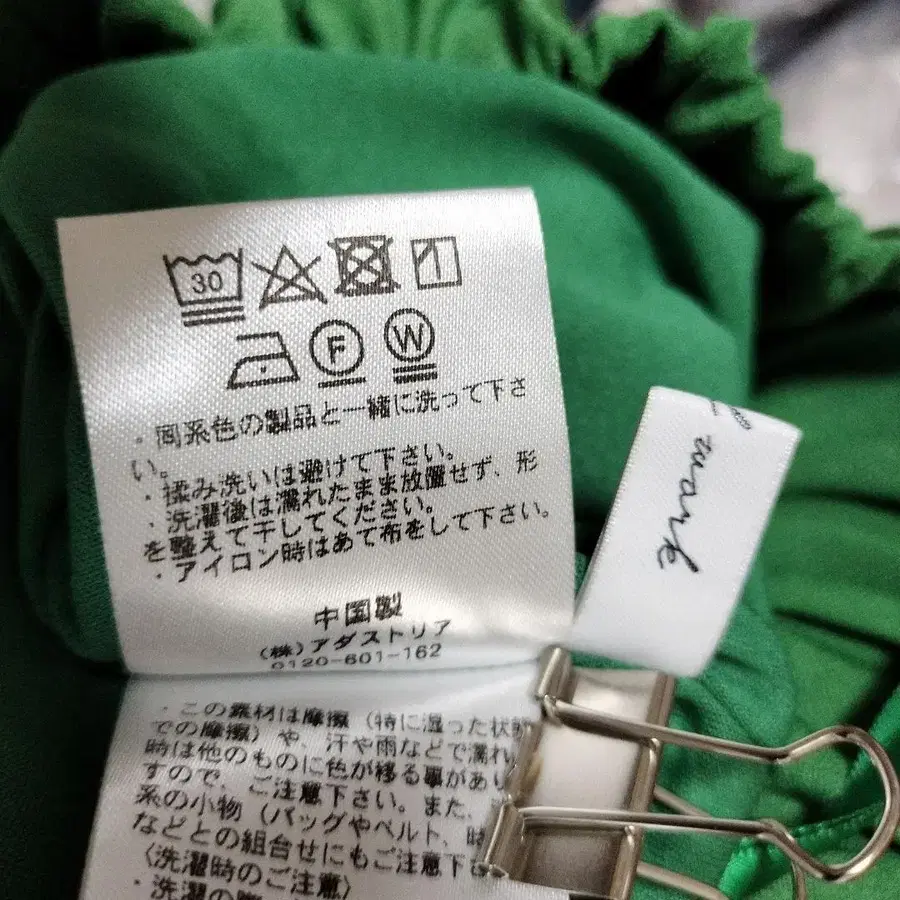 30
F W
・同系色の製品と一緒に洗って下さ
い。
・揉み洗いは避けて下さい。
・洗濯後は濡れたまま放置せず、形
を整えて干してください。
・アイロン時はあて布をして下さい。
中国製
(株)アダストリア
0120-601-162
work
・この素材は摩擦(特に湿った状態
での摩擦)や、汗や雨などで濡れ
時は他のものに色が移る事があり
すので、ご注意下さい。また、
系の小物(バッグやベルト、時
などとの組合せにもご注意下さ
〈洗濯時のご注意〉
・洗濯の際